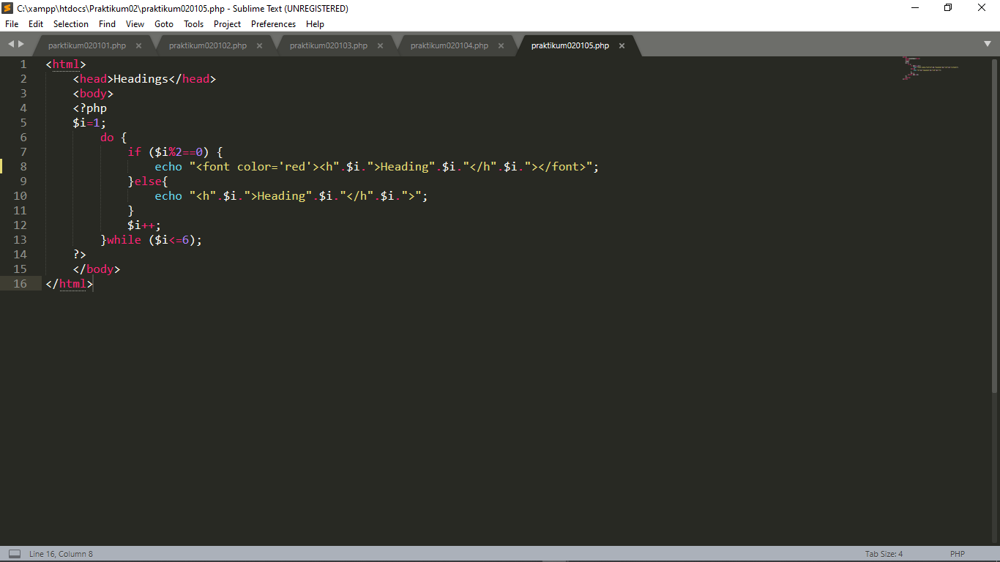 C:\xampp\htdocs\Praktikum02\praktikum020105.php - Sublime Text (UNREGISTERED)
File Edit Selection Find View Goto Tools Project Preferences Help
parktikum020101.php praktikum020102.php praktikum020103.php praktikum020104.php praktikum020105.php
1 <html>
2 <head>Headings</head>
3 <body>
4 <?php
5 $i=1;
6 do {
7 if ($i%2==0) {
8 echo "<font color='red'><h".$i.">Heading".$i."</h".$i."></font>";
9 }else{
10 echo "<h".$i.">Heading".$i."</h".$i.">";
11 }
12 $i++;
13 }while ($i<=6);
14 ?>
15 </body>
16 </html>
Line 16, Column 8 Tab Size: 4 PHP